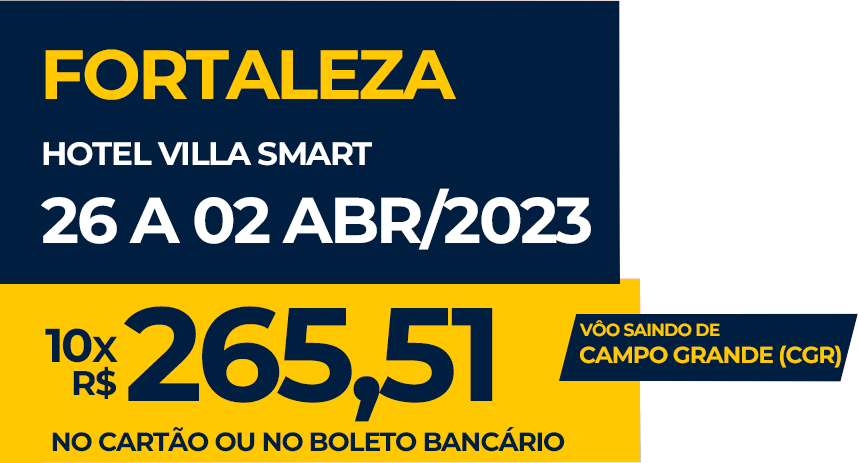 FORTALEZA
HOTEL VILLA SMART
26 A 02 ABR/2023
10x
R$
265,51
NO CARTÃO OU NO BOLETO BANCÁRIO
VÔO SAINDO DE
CAMPO GRANDE (CGR)